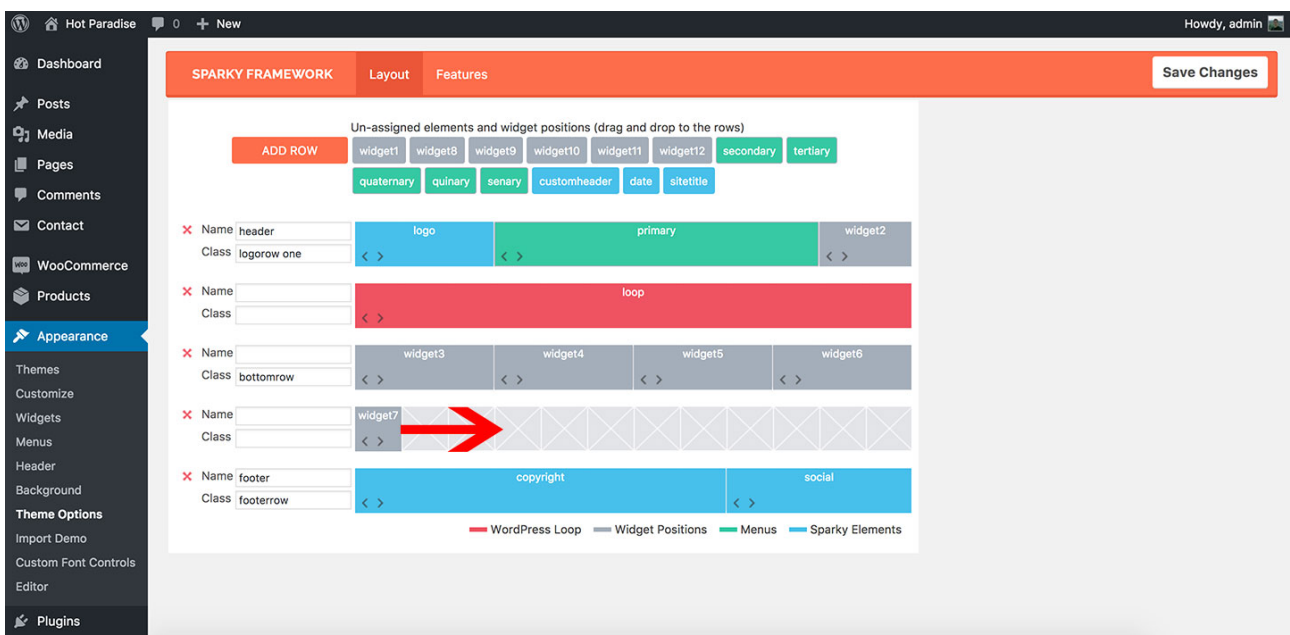 Hot Paradise 0 New Howdy, admin
Dashboard
Posts
Media
Pages
Comments
Contact
WooCommerce
Products
Appearance
Themes
Customize
Widgets
Menus
Header
Background
Theme Options
Import Demo
Custom Font Controls
Editor
Plugins
SPARKY FRAMEWORK Layout Features Save Changes
Un-assigned elements and widget positions (drag and drop to the rows)
ADD ROW widget1 widget8 widget9 widget10 widget11 widget12 secondary tertiary
quaternary quinary senary customheader date sitetitle
Name header logo primary widget2
Class logorow one
Name loop
Class
Name widget3 widget4 widget5 widget6
Class bottomrow
Name widget7
Class
Name footer copyright social
Class footerrow
WordPress Loop Widget Positions Menus Sparky Elements